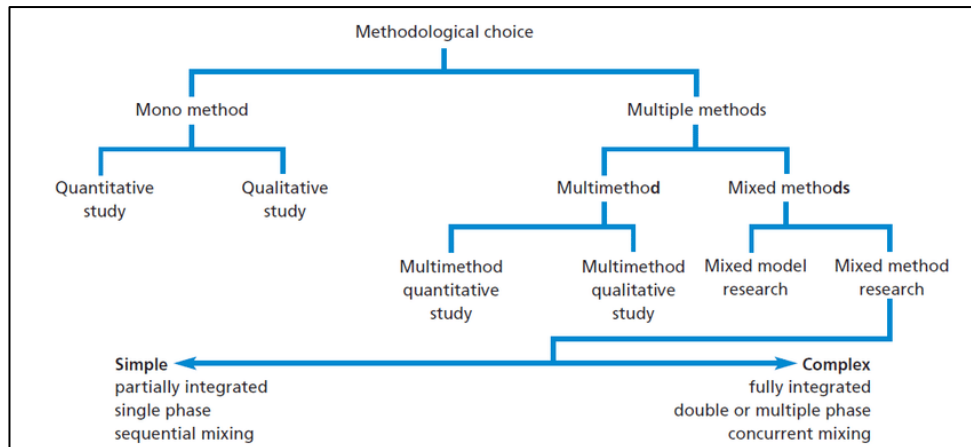 Methodological choice
Mono method
Multiple methods
Quantitative
study
Qualitative
study
Multimethod
Mixed methods
Multimethod
quantitative
study
Multimethod
qualitative
study
Mixed model
research
Mixed method
research
Simple
partially integrated
single phase
sequential mixing
Complex
fully integrated
double or multiple phase
concurrent mixing